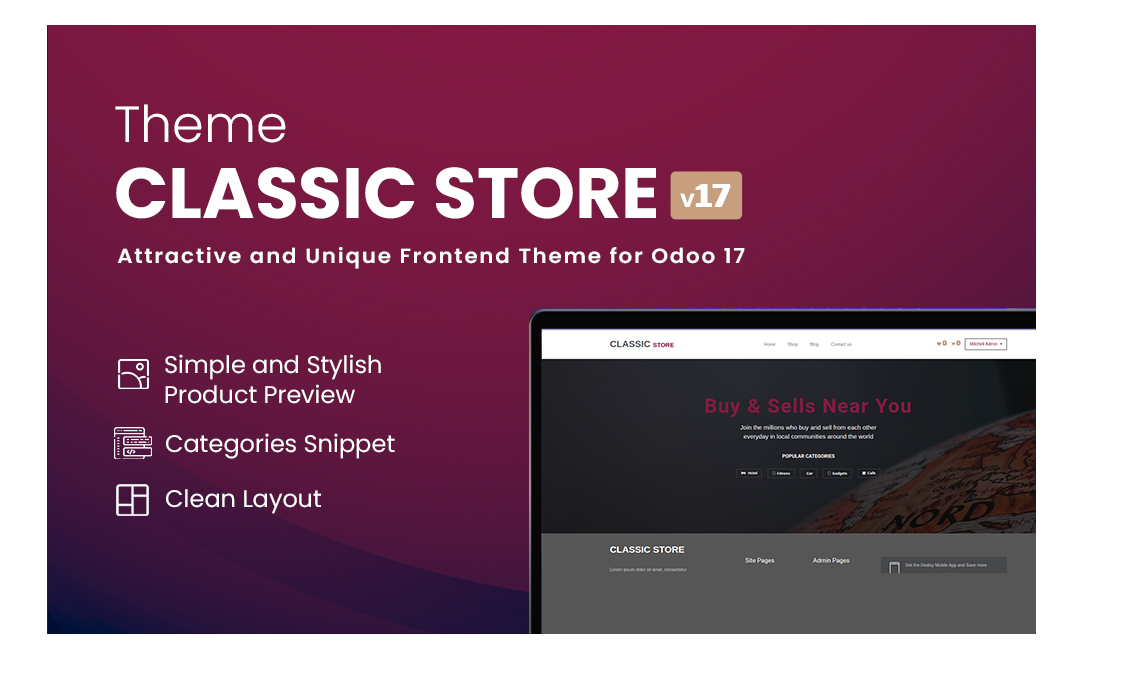 Theme
CLASSIC STORE v17
Attractive and Unique Frontend Theme for Odoo 17
Simple and Stylish
Product Preview
Categories Snippet
Clean Layout
CLASSIC STORE
Home Shop Blog Contact us
0 0 Mitchell Admin
Buy & Sells Near You
Join the millions who buy and sell from each other
everyday in local communities around the world
POPULAR CATEGORIES
Hotel Fitness Car Gadgets Cafe
NORD
CLASSIC STORE
Site Pages Admin Pages
Get the Dealsy Mobile App and Save more
Lorem ipsum dolor sit amet, consectetur